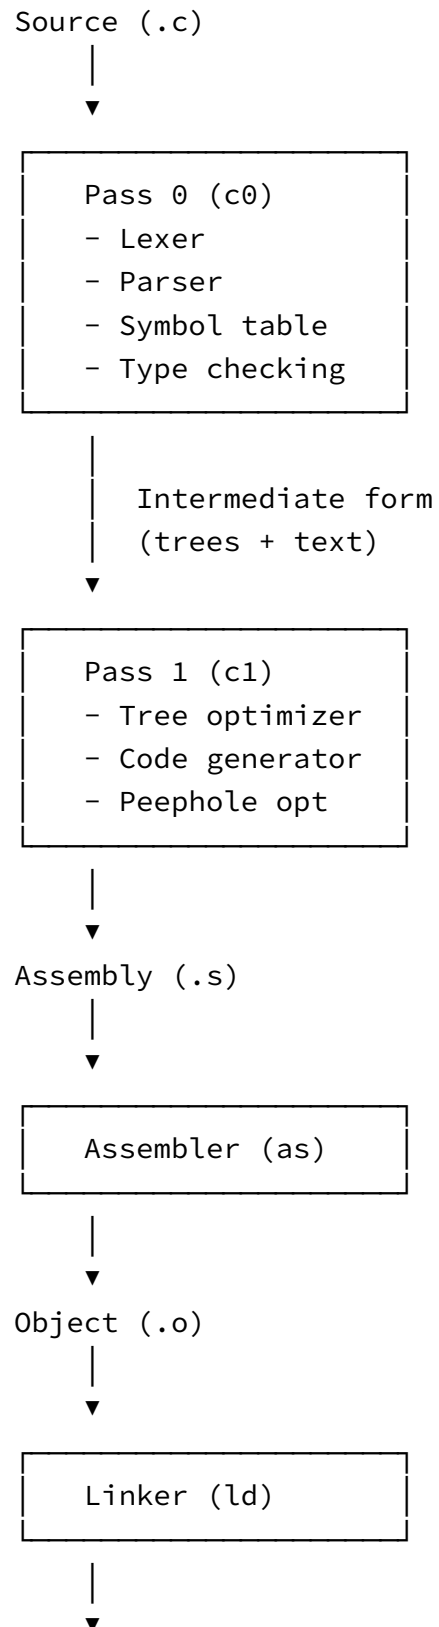 Source (.c)
Pass 0 (c0)
- Lexer
- Parser
- Symbol table
- Type checking
Intermediate form
(trees + text)
Pass 1 (c1)
- Tree optimizer
- Code generator
- Peephole opt
Assembly (.s)
Assembler (as)
Object (.o)
Linker (ld)